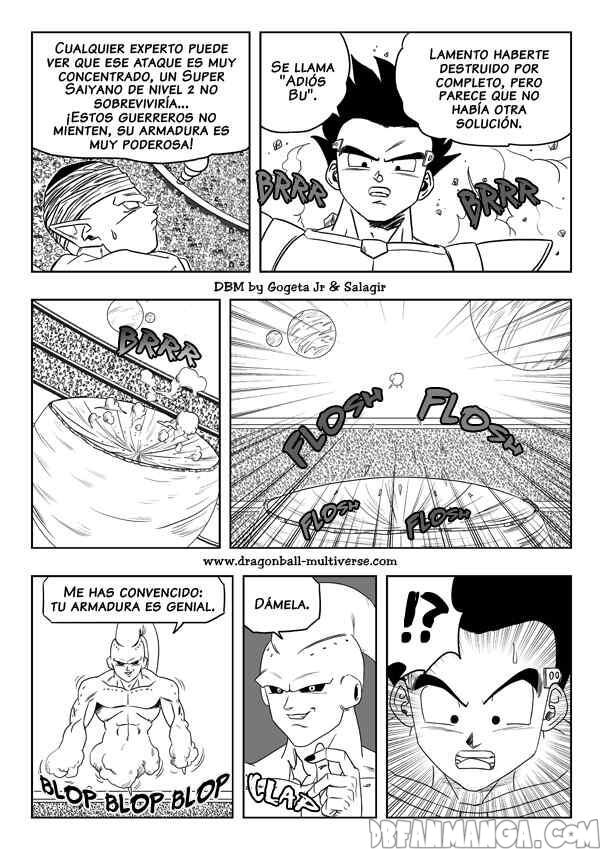 CUALQUIER EXPERTO PUEDE
VER QUE ESE ATAQUE ES MUY
CONCENTRADO, UN SUPER
SAIYANO DE NIVEL 2 NO
SOBREVIVIRÍA...
¡ESTOS GUERREROS NO
MIENTEN, SU ARMADURA ES
MUY PODEROSA!
SE LLAMA
"ADIÓS
BU".
LAMENTO HABERTE
DESTRUIDO POR
COMPLETO, PERO
PARECE QUE NO
HABÍA OTRA
SOLUCIÓN.
BRRR
BRRR
DBM by Gogeta Jr & Salagir
BRRR
FLOSH
FLOSH
FLOSH
FLOSH
www.dragonball-multiverse.com
ME HAS CONVENCIDO:
TU ARMADURA ES GENIAL.
BLOP BLOP BLOP
DÁMELA.
CLAP
!?
DBFANMANGA.COM